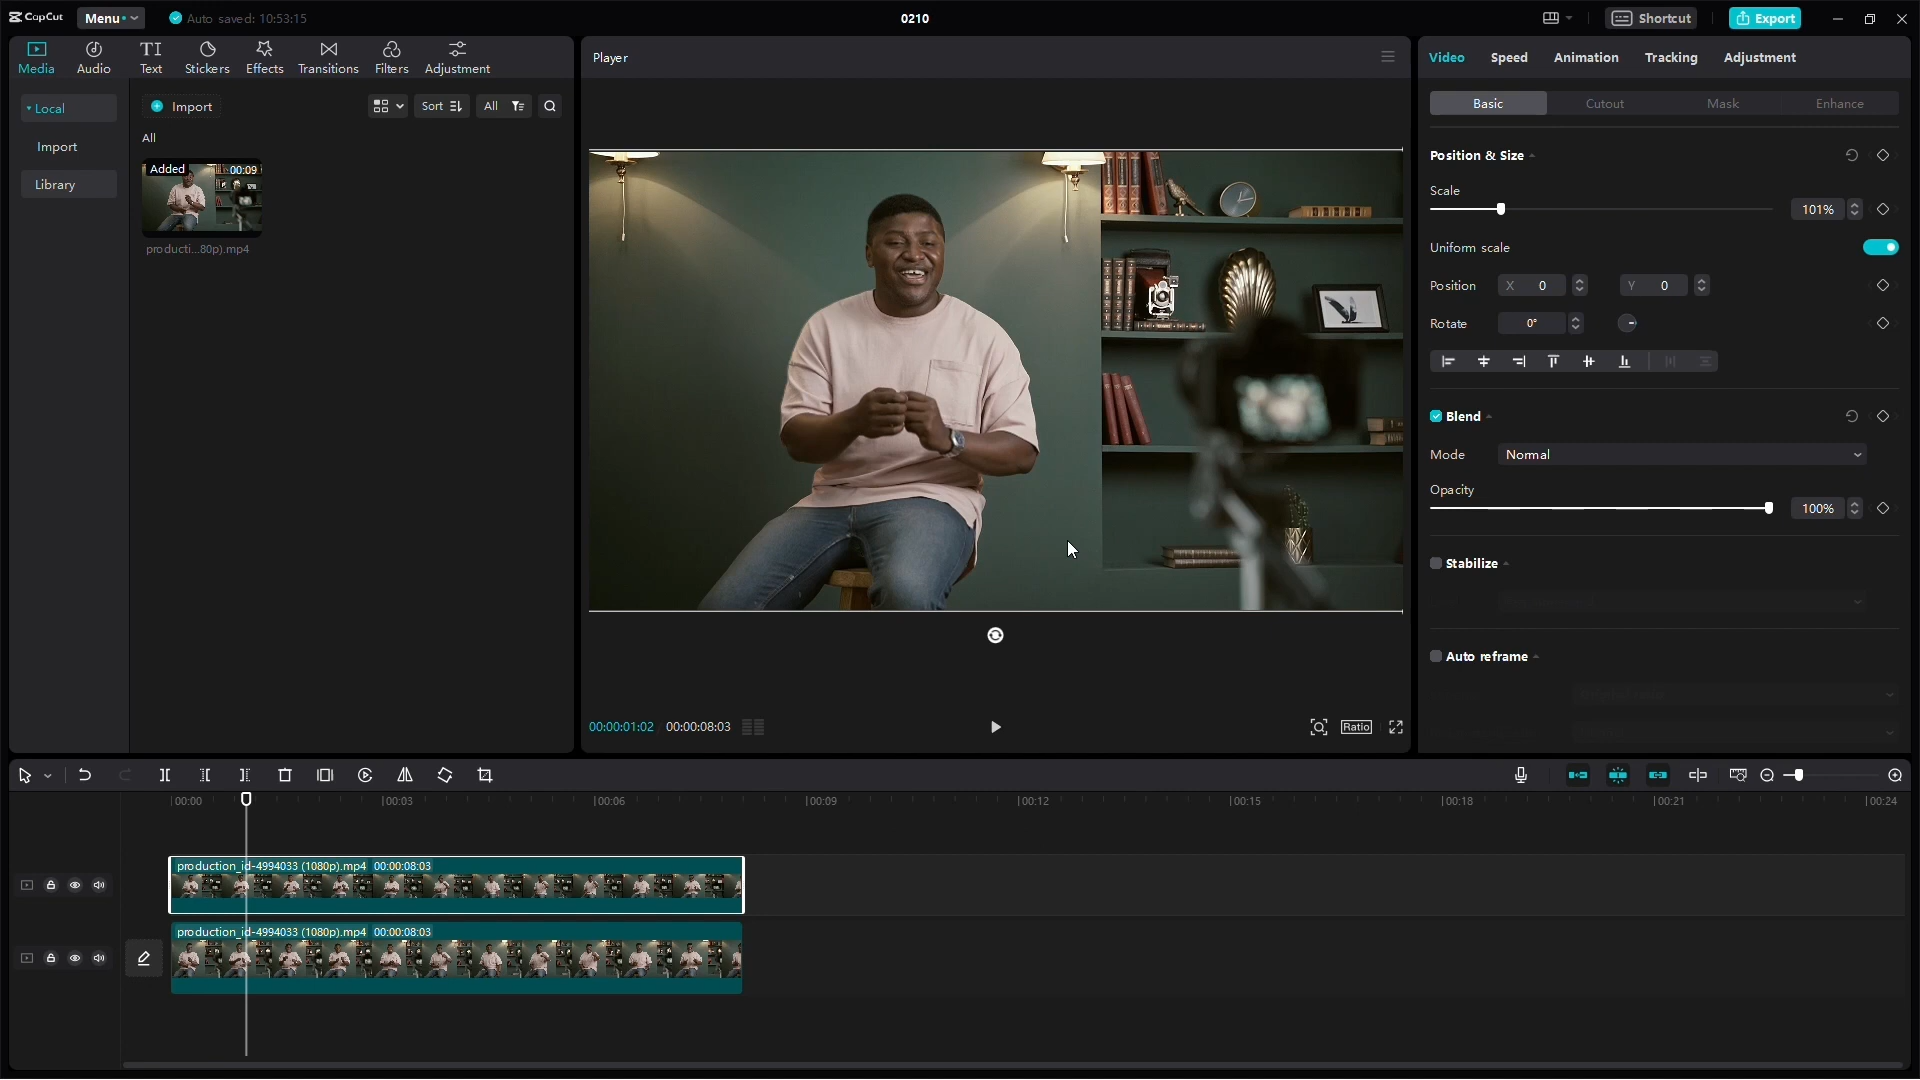 CapCut
Menu
Auto saved: 10:53:15
0210
Shortcut
Export
Media
Audio
TI
Text
Stickers
Effects
Transitions
Filters
Adjustment
Local
Import
Library
Import
Sort
All
All
Added
00:09
producti...80p).mp4
Player
00:00:01:02
00:00:08:03
Ratio
Video
Speed
Animation
Tracking
Adjustment
Basic
Cutout
Mask
Enhance
Position & Size
Scale
101%
Uniform scale
Position
X 0
Y 0
Rotate
0°
Blend
Mode
Normal
Opacity
100%
Stabilize
Auto reframe
00:00
00:03
00:06
00:09
00:12
00:15
00:18
00:21
00:24
production_id-4994033 (1080p).mp4 00:00:08:03
production_id-4994033 (1080p).mp4 00:00:08:03